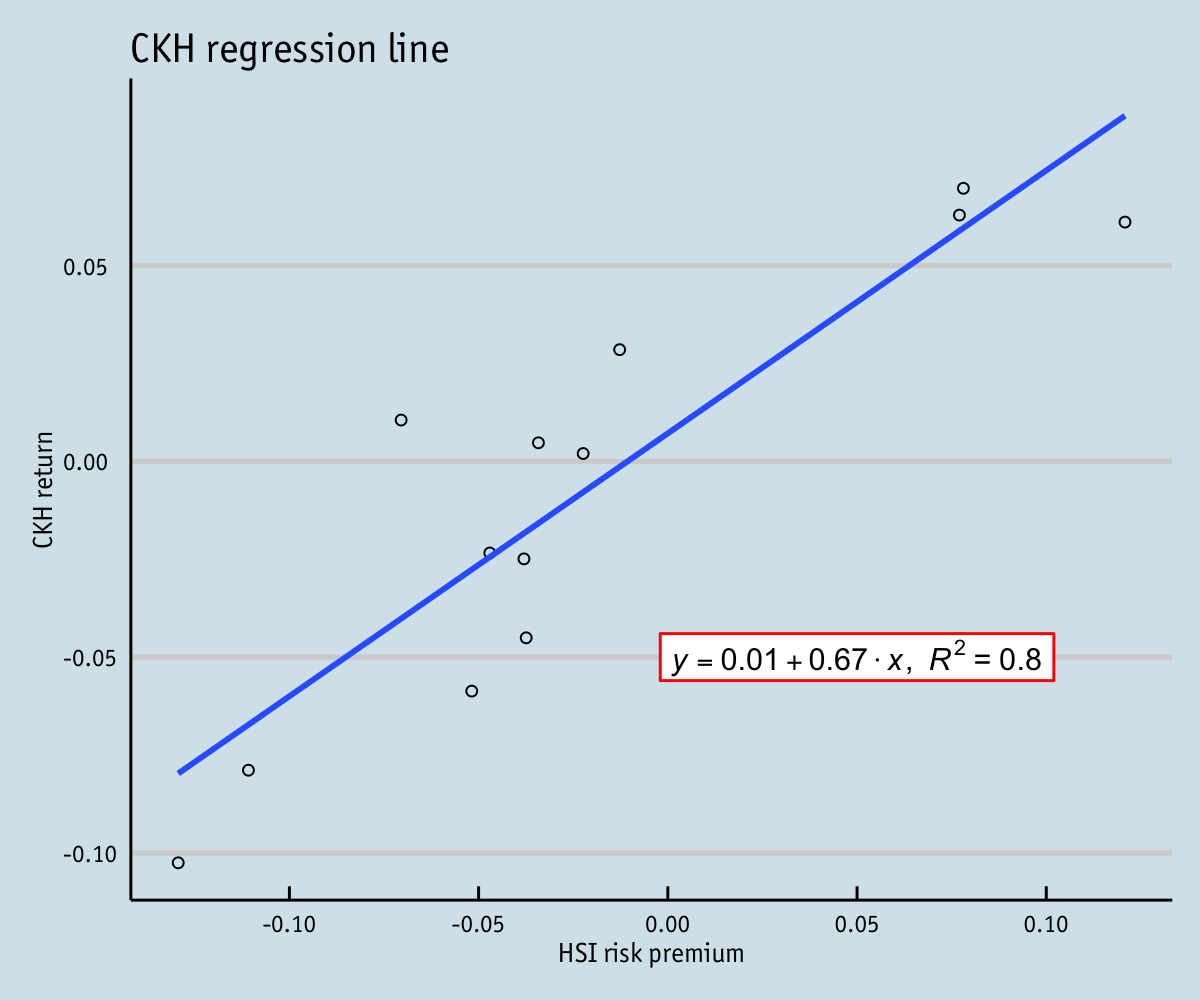 CKH regression line
0.05
0.00
-0.05
-0.10
CKH return
y = 0.01 + 0.67 · x, R² = 0.8
-0.10 -0.05 0.00 0.05 0.10
HSI risk premium